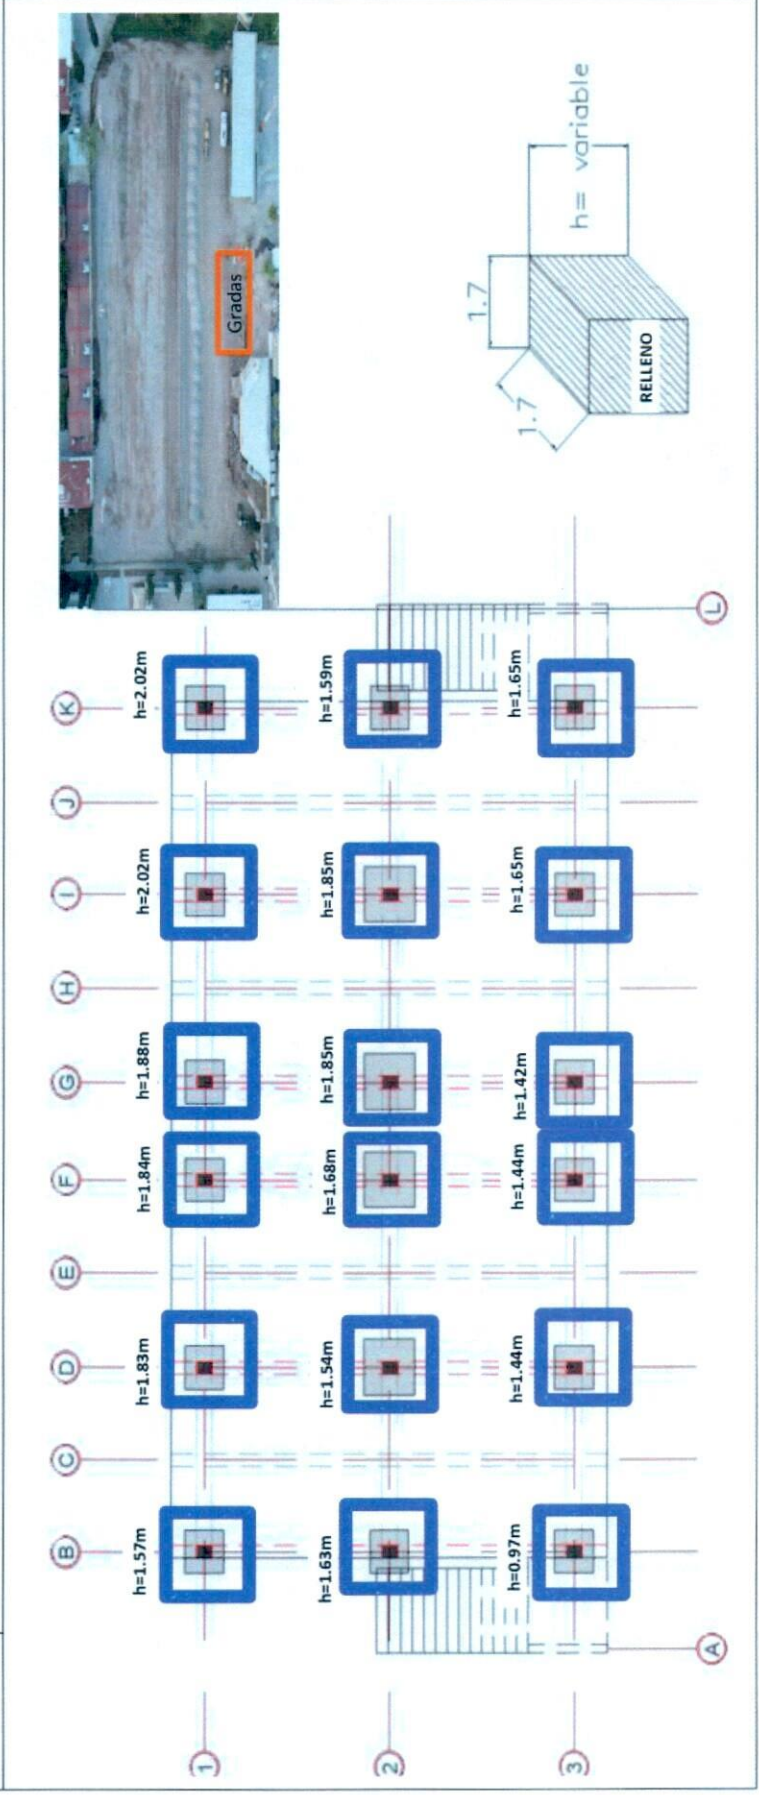 B C D E F G H I J K
h=1.57m h=1.83m h=1.84m h=1.88m h=2.02m h=2.02m
1
Gradas
h=1.63m h=1.54m h=1.68m h=1.85m h=1.85m h=1.59m
2
h=0.97m h=1.44m h=1.44m h=1.42m h=1.65m h=1.65m
3
1.7
1.7
h= variable
RELLENO
A L